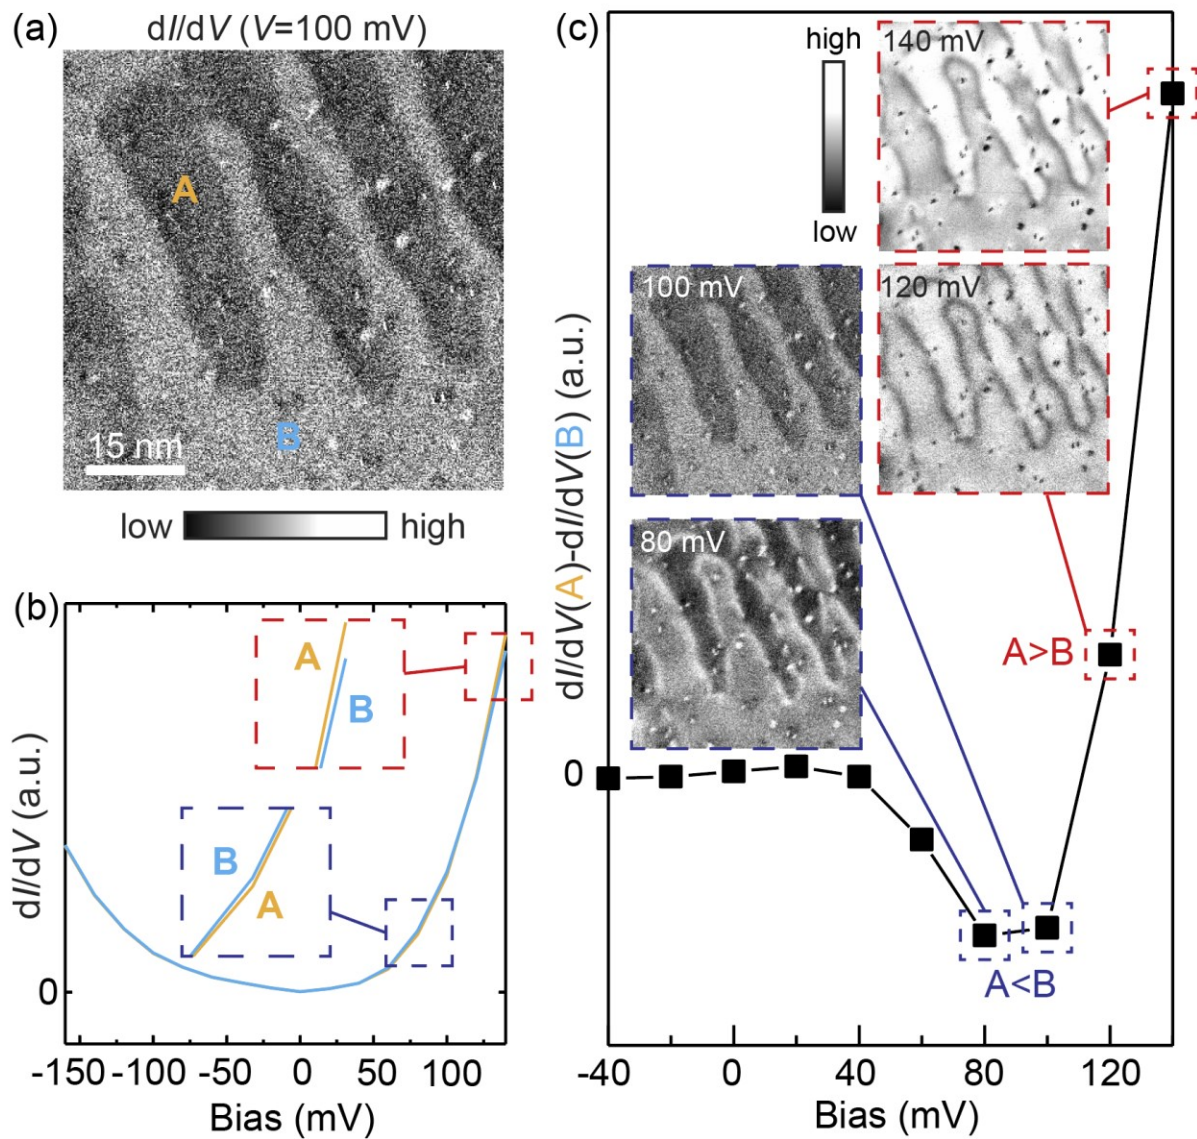 (a)
dI/dV (V=100 mV)
A
B
15 nm
low
high
(b)
A
B
B
A
dI/dV (a.u.)
0
-150
-100
-50
0
50
100
Bias (mV)
(c)
high
low
140 mV
100 mV
120 mV
80 mV
A>B
A<B
dI/dV(A)-dI/dV(B) (a.u.)
0
-40
0
40
80
120
Bias (mV)